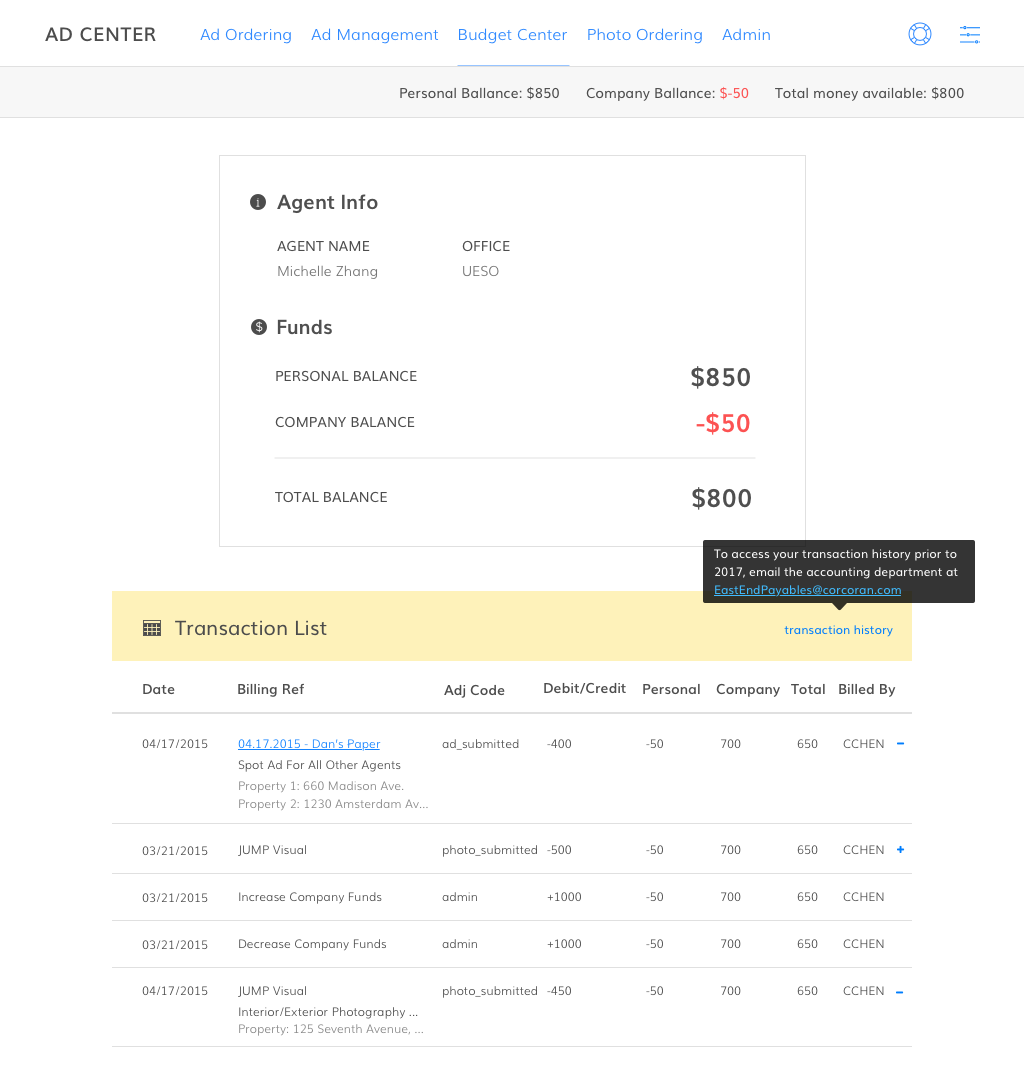 AD CENTER Ad Ordering Ad Management Budget Center Photo Ordering Admin
Personal Ballance: $850 Company Ballance: $-50 Total money available: $800
Agent Info
AGENT NAME OFFICE
Michelle Zhang UESO
$ Funds
PERSONAL BALANCE $850
COMPANY BALANCE -$50
TOTAL BALANCE $800
To access your transaction history prior to
2017, email the accounting department at
EastEndPayables@corcoran.com
Transaction List transaction history
Date Billing Ref Adj Code Debit/Credit Personal Company Total Billed By
04/17/2015 04.17.2015 - Dan's Paper ad_submitted -400 -50 700 650 CCHEN -
Spot Ad For All Other Agents
Property 1: 660 Madison Ave.
Property 2: 1230 Amsterdam Av...
03/21/2015 JUMP Visual photo_submitted -500 -50 700 650 CCHEN +
03/21/2015 Increase Company Funds admin +1000 -50 700 650 CCHEN
03/21/2015 Decrease Company Funds admin +1000 -50 700 650 CCHEN
04/17/2015 JUMP Visual photo_submitted -450 -50 700 650 CCHEN -
Interior/Exterior Photography ...
Property: 125 Seventh Avenue, ...